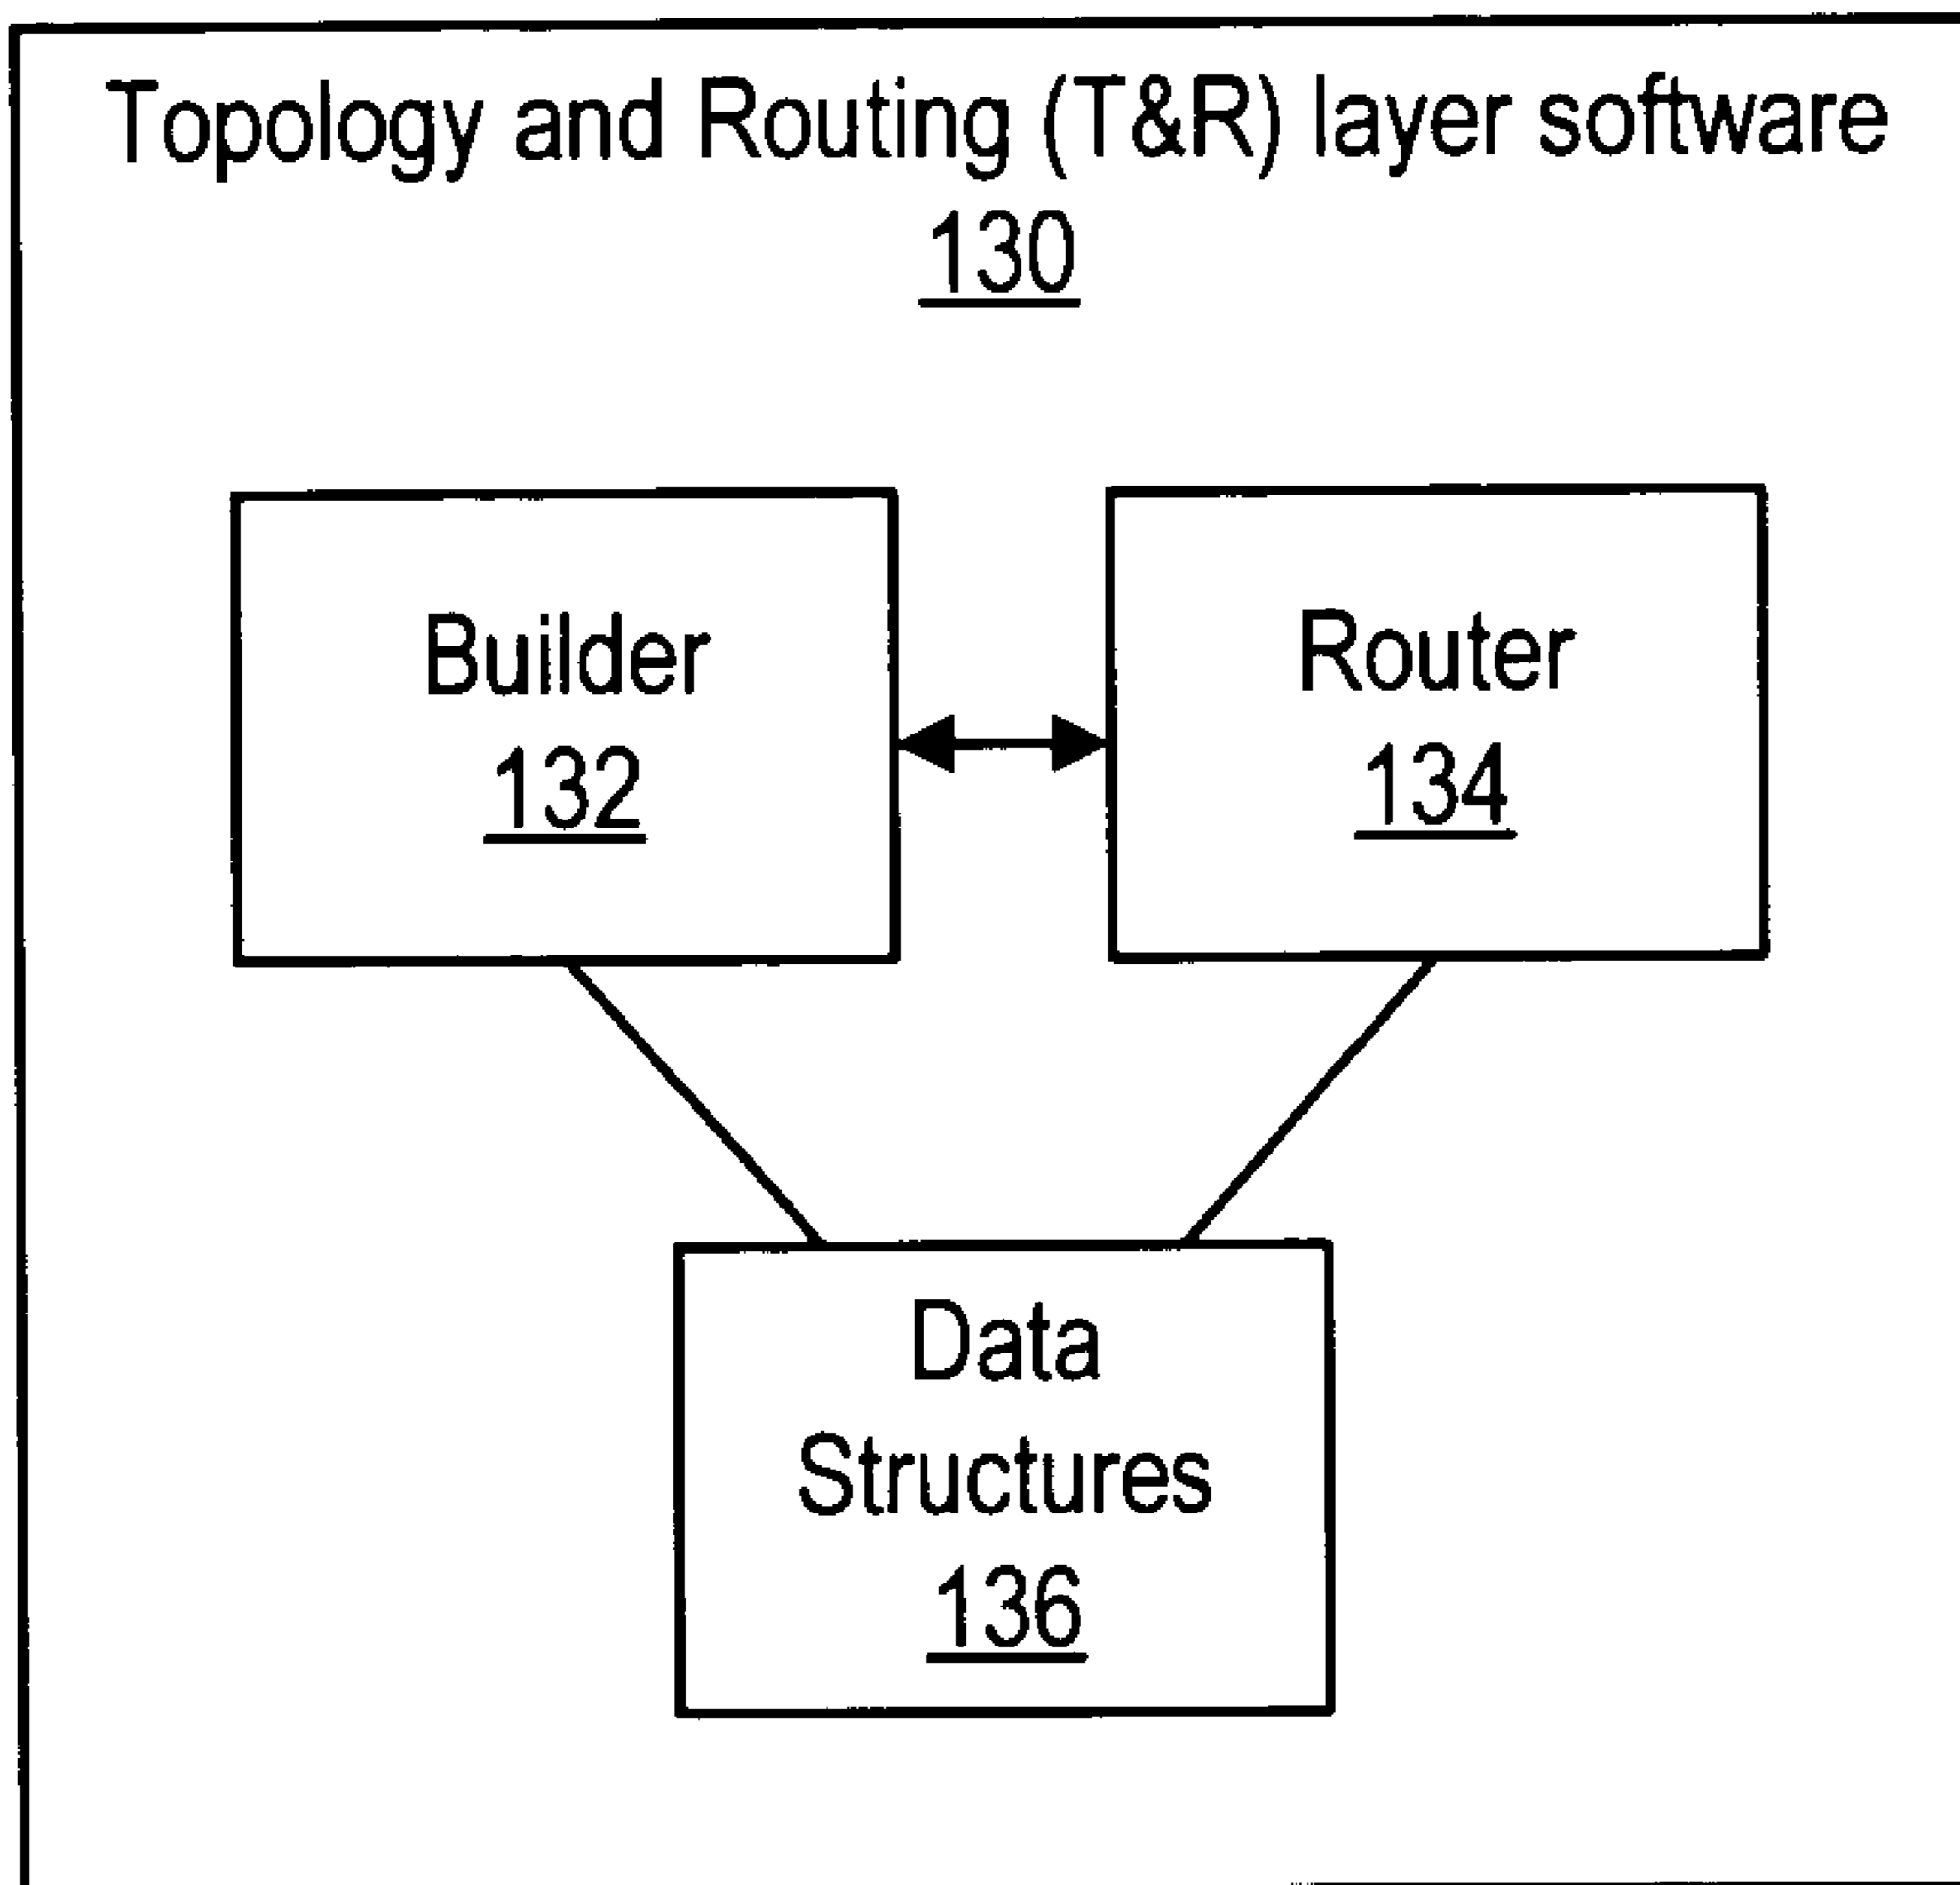 Topology and Routing (T&R) layer software
130
Builder
132
Router
134
Data
Structures
136